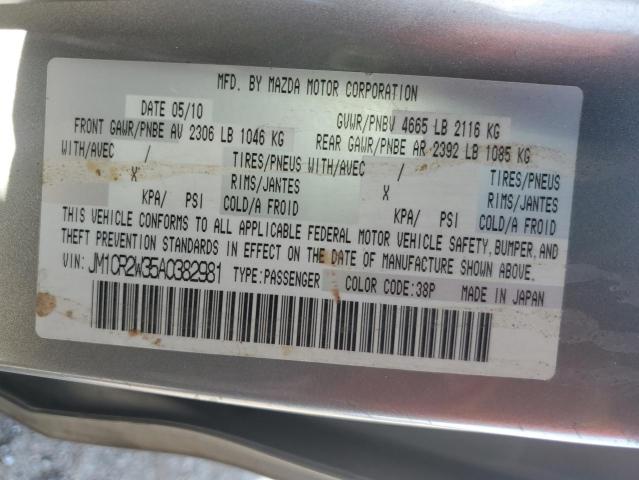 MFD. BY MAZDA MOTOR CORPORATION
DATE 05/10 GVWR/PNBV 4665 LB 2116 KG
FRONT GAWR/PNBE AV 2306 LB 1046 KG REAR GAWR/PNBE AR 2392 LB 1085 KG
WITH/AVEC / TIRES/PNEUS WITH/AVEC / TIRES/PNEUS
X RIMS/JANTES X RIMS/JANTES
KPA/ PSI COLD/A FROID KPA/ PSI COLD/A FROID
THIS VEHICLE CONFORMS TO ALL APPLICABLE FEDERAL MOTOR VEHICLE SAFETY, BUMPER, AND
THEFT PREVENTION STANDARDS IN EFFECT ON THE DATE OF MANUFACTURE SHOWN ABOVE.
VIN: JM1CR2W35A0382981 TYPE:PASSENGER COLOR CODE:38P MADE IN JAPAN